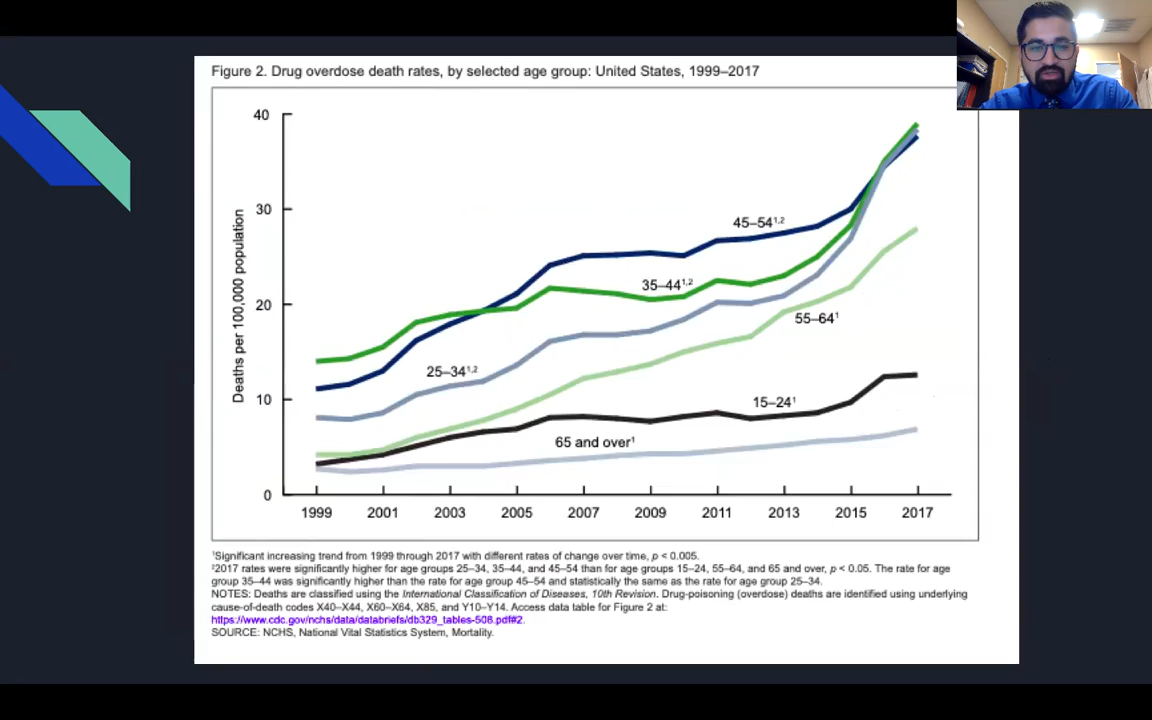 Figure 2. Drug overdose death rates, by selected age group: United States, 1999–2017
40
30
20
10
0
Deaths per 100,000 population
45–54¹,²
35–44¹,²
25–34¹,²
55–64¹
15–24¹
65 and over¹
1999 2001 2003 2005 2007 2009 2011 2013 2015 2017
¹Significant increasing trend from 1999 through 2017 with different rates of change over time, p < 0.005.
²2017 rates were significantly higher for age groups 25–34, 35–44, and 45–54 than for age groups 15–24, 55–64, and 65 and over, p < 0.05. The rate for age
group 35–44 was significantly higher than the rate for age group 45–54 and statistically the same as the rate for age group 25–34.
NOTES: Deaths are classified using the International Classification of Diseases, 10th Revision. Drug-poisoning (overdose) deaths are identified using underlying
cause-of-death codes X40–X44, X60–X64, X85, and Y10–Y14. Access data table for Figure 2 at:
https://www.cdc.gov/nchs/data/databriefs/db329_tables-508.pdf#2.
SOURCE: NCHS, National Vital Statistics System, Mortality.